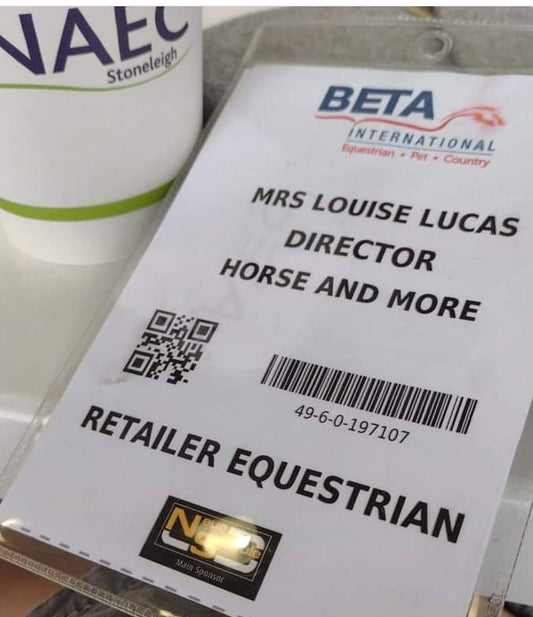 NAEC
Stoneleigh
BETA
INTERNATIONAL
Equestrian • Pet • Country
MRS LOUISE LUCAS
DIRECTOR
HORSE AND MORE
49-6-0-197107
RETAILER EQUESTRIAN
Main Sponsor